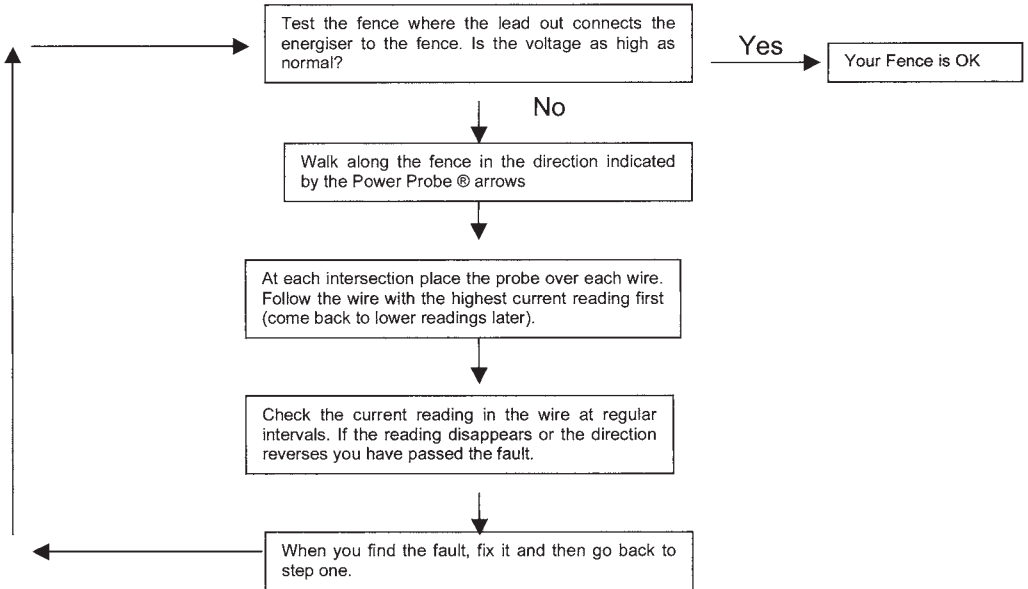 Test the fence where the lead out connects the
energiser to the fence. Is the voltage as high as
normal?
Yes
Your Fence is OK
No
Walk along the fence in the direction indicated
by the Power Probe ® arrows
At each intersection place the probe over each wire.
Follow the wire with the highest current reading first
(come back to lower readings later).
Check the current reading in the wire at regular
intervals. If the reading disappears or the direction
reverses you have passed the fault.
When you find the fault, fix it and then go back to
step one.